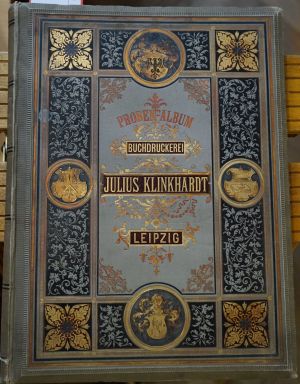 PROBEN-ALBUM
BUCHDRUCKEREI
JULIUS KLINKHARDT
LEIPZIG